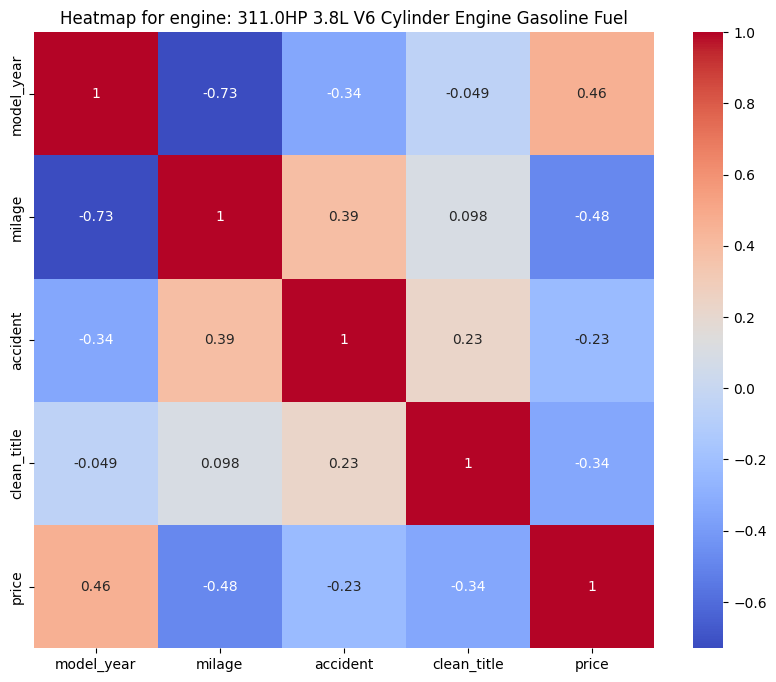 Heatmap for engine: 311.0HP 3.8L V6 Cylinder Engine Gasoline Fuel
model_year 1 -0.73 -0.34 -0.049 0.46
milage -0.73 1 0.39 0.098 -0.48
accident -0.34 0.39 1 0.23 -0.23
clean_title -0.049 0.098 0.23 1 -0.34
price 0.46 -0.48 -0.23 -0.34 1
model_year milage accident clean_title price
1.0
0.8
0.6
0.4
0.2
0.0
−0.2
−0.4
−0.6